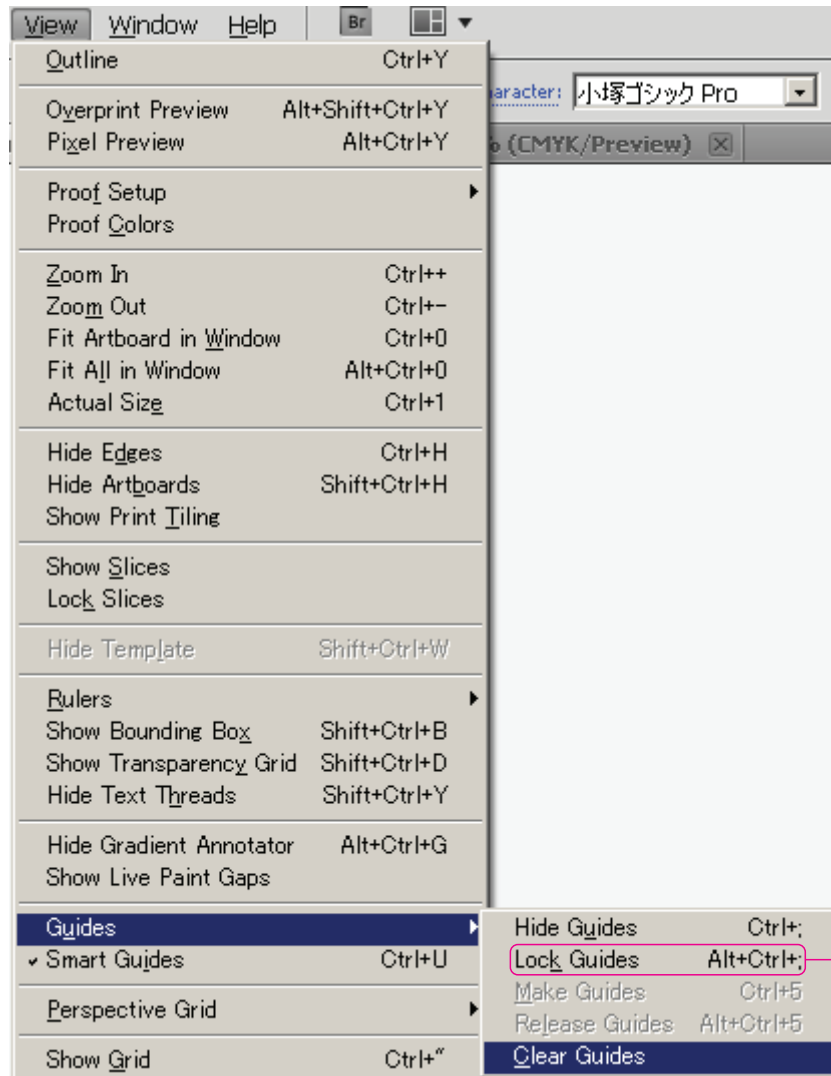 View Window Help Br
Outline Ctrl+Y
aracter: 小塚ゴシック Pro
Overprint Preview Alt+Shift+Ctrl+Y
Pixel Preview Alt+Ctrl+Y
% (CMYK/Preview)
Proof Setup
Proof Colors
Zoom In Ctrl++
Zoom Out Ctrl+-
Fit Artboard in Window Ctrl+0
Fit All in Window Alt+Ctrl+0
Actual Size Ctrl+1
Hide Edges Ctrl+H
Hide Artboards Shift+Ctrl+H
Show Print Tiling
Show Slices
Lock Slices
Hide Template Shift+Ctrl+W
Rulers
Show Bounding Box Shift+Ctrl+B
Show Transparency Grid Shift+Ctrl+D
Hide Text Threads Shift+Ctrl+Y
Hide Gradient Annotator Alt+Ctrl+G
Show Live Paint Gaps
Guides
Smart Guides Ctrl+U
Perspective Grid
Show Grid Ctrl+"
Hide Guides Ctrl+;
Lock Guides Alt+Ctrl+;
Make Guides Ctrl+5
Release Guides Alt+Ctrl+5
Clear Guides